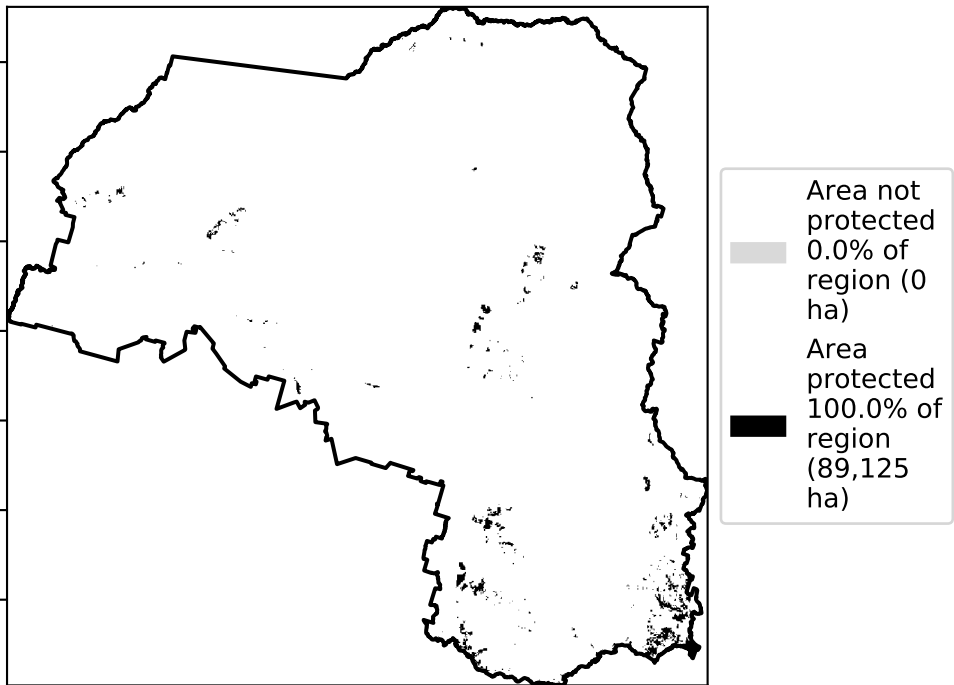 Area not
protected
0.0% of
region (0
ha)
Area
protected
100.0% of
region
(89,125
ha)